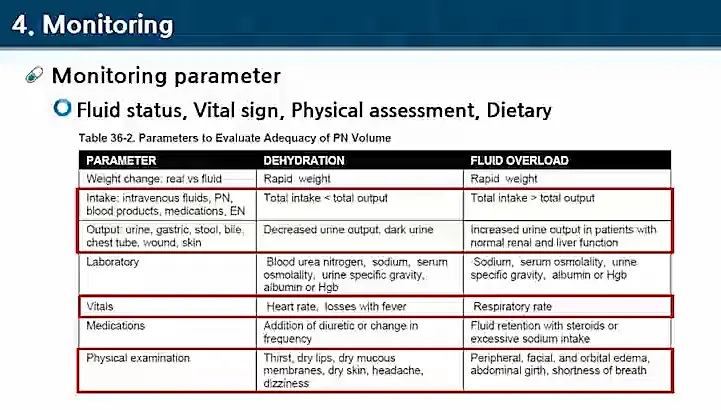 4. Monitoring
Monitoring parameter
Fluid status, Vital sign, Physical assessment, Dietary
Table 36-2. Parameters to Evaluate Adequacy of PN Volume
PARAMETER DEHYDRATION FLUID OVERLOAD
Weight change: real vs fluid Rapid weight Rapid weight
Intake: intravenous fluids, PN, Total intake < total output Total intake > total output
blood products, medications, EN
Output: urine, gastric, stool, bile, Decreased urine output, dark urine Increased urine output in patients with
chest tube, wound, skin normal renal and liver function
Laboratory Blood urea nitrogen, sodium, serum Sodium, serum osmolality, urine
osmolality, urine specific gravity, specific gravity, albumin or Hgb
albumin or Hgb
Vitals Heart rate, losses with fever Respiratory rate
Medications Addition of diuretic or change in Fluid retention with steroids or
frequency excessive sodium intake
Physical examination Thirst, dry lips, dry mucous Peripheral, facial, and orbital edema,
membranes, dry skin, headache, abdominal girth, shortness of breath
dizziness